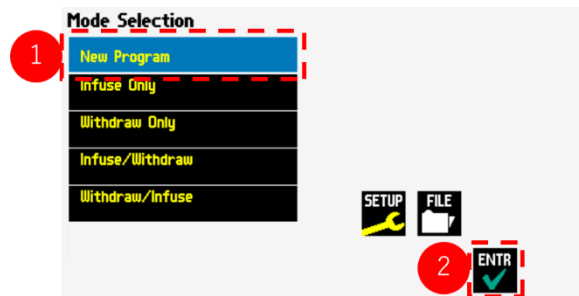 Mode Selection
1
New Program
Infuse Only
Withdraw Only
Infuse/Withdraw
Withdraw/Infuse
SETUP FILE
2
ENTR